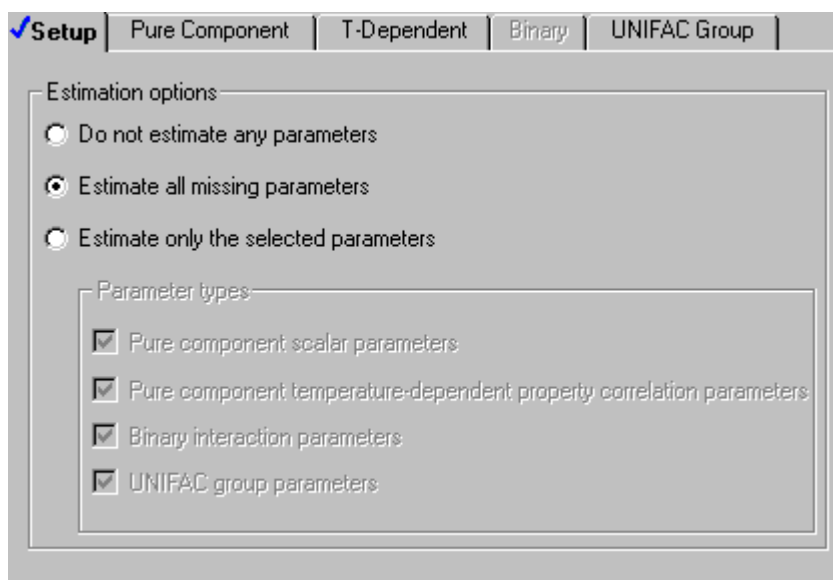 Setup Pure Component T-Dependent Binary UNIFAC Group
Estimation options
Do not estimate any parameters
Estimate all missing parameters
Estimate only the selected parameters
Parameter types
Pure component scalar parameters
Pure component temperature-dependent property correlation parameters
Binary interaction parameters
UNIFAC group parameters